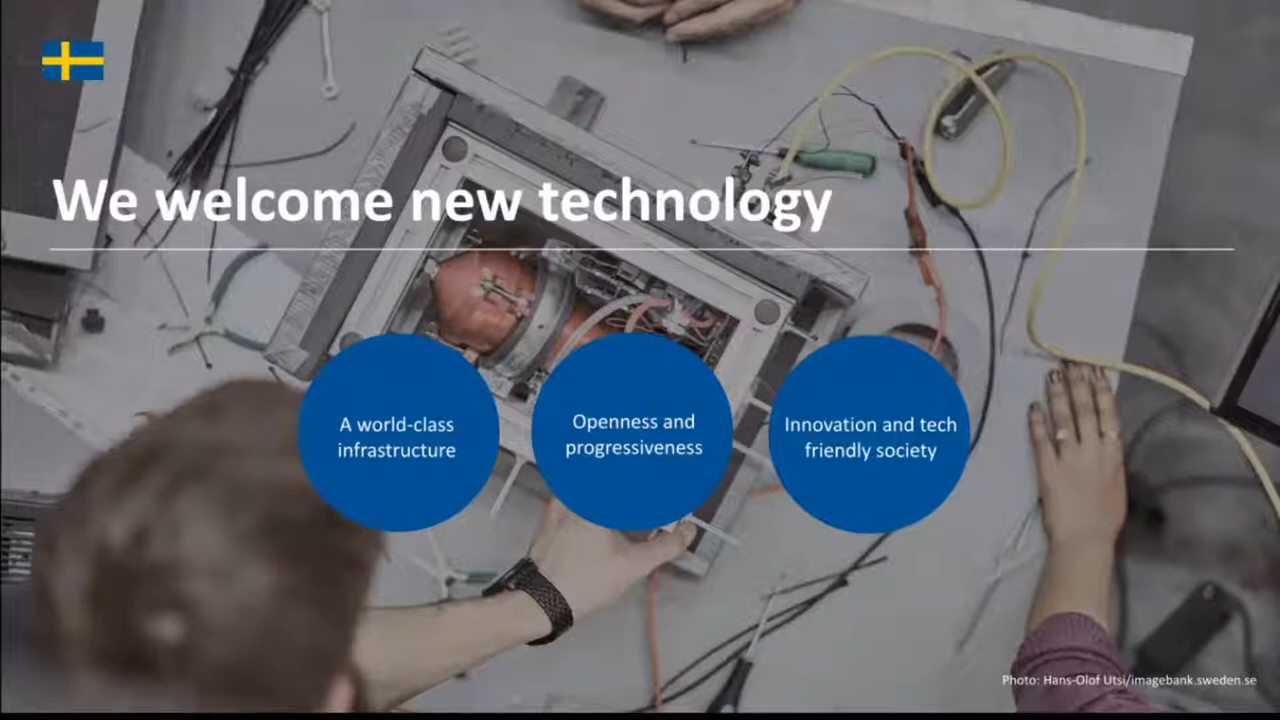 We welcome new technology
A world-class
infrastructure
Openness and
progressiveness
Innovation and tech
friendly society
Photo: Hans-Olof Utsi/imagebank.sweden.se